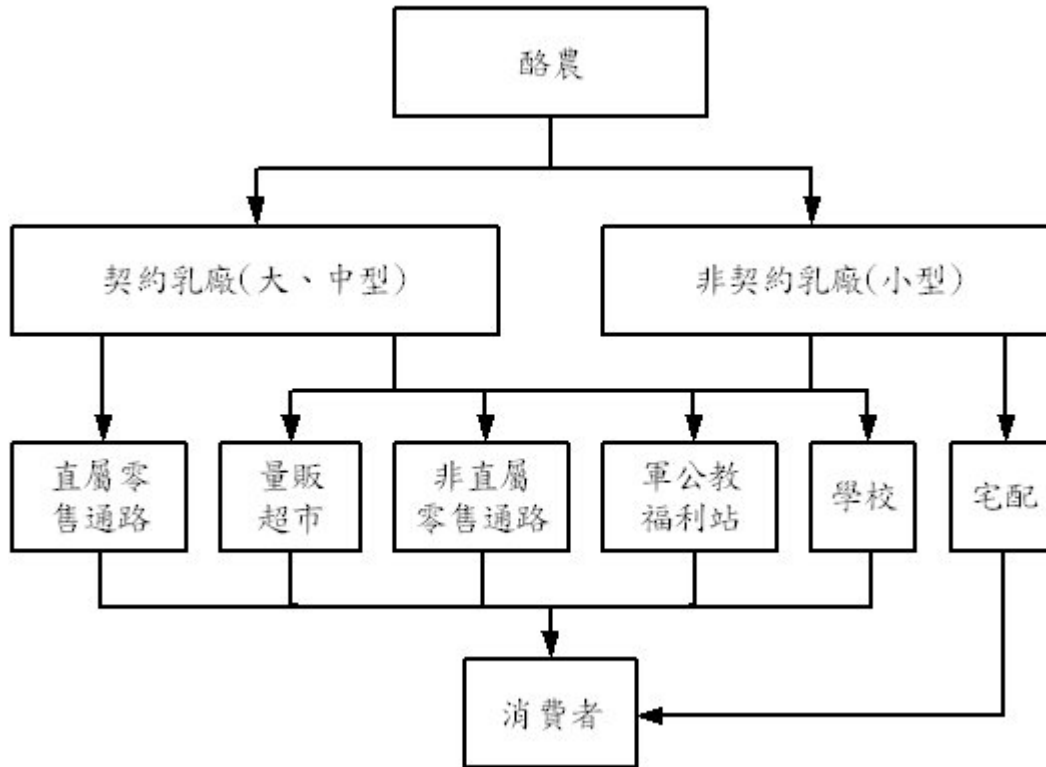 酪農
契約乳廠(大、中型)
非契約乳廠(小型)
直屬零
售通路
量販
超市
非直屬
零售通路
軍公教
福利站
學校
宅配
消費者